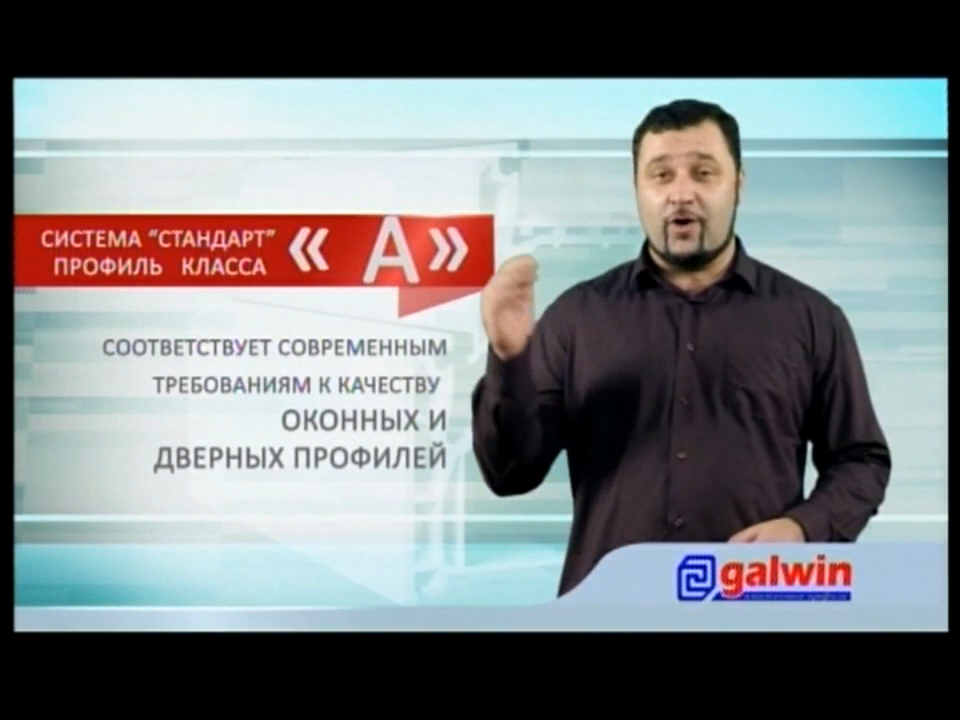 СИСТЕМА "СТАНДАРТ"
ПРОФИЛЬ КЛАССА
« А »
СООТВЕТСТВУЕТ СОВРЕМЕННЫМ
ТРЕБОВАНИЯМ К КАЧЕСТВУ
ОКОННЫХ И
ДВЕРНЫХ ПРОФИЛЕЙ
galwin